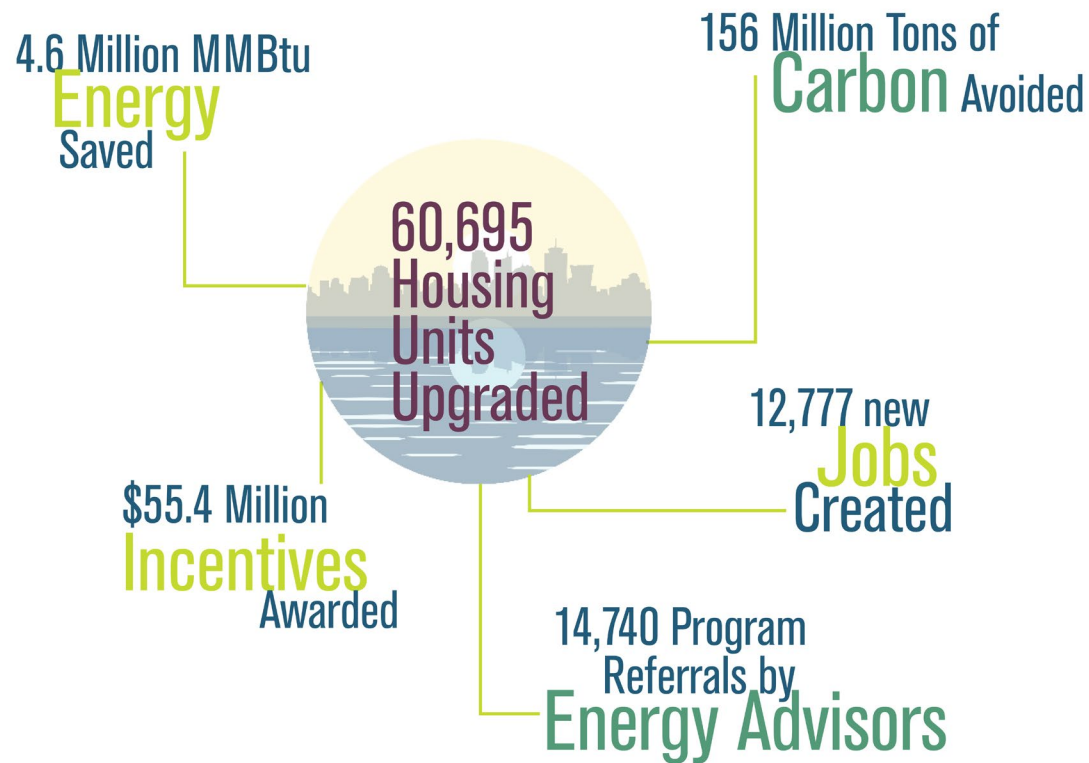 4.6 Million MMBtu
Energy
Saved
156 Million Tons of
Carbon Avoided
60,695
Housing
Units
Upgraded
12,777 new
Jobs
Created
$55.4 Million
Incentives
Awarded
14,740 Program
Referrals by
Energy Advisors